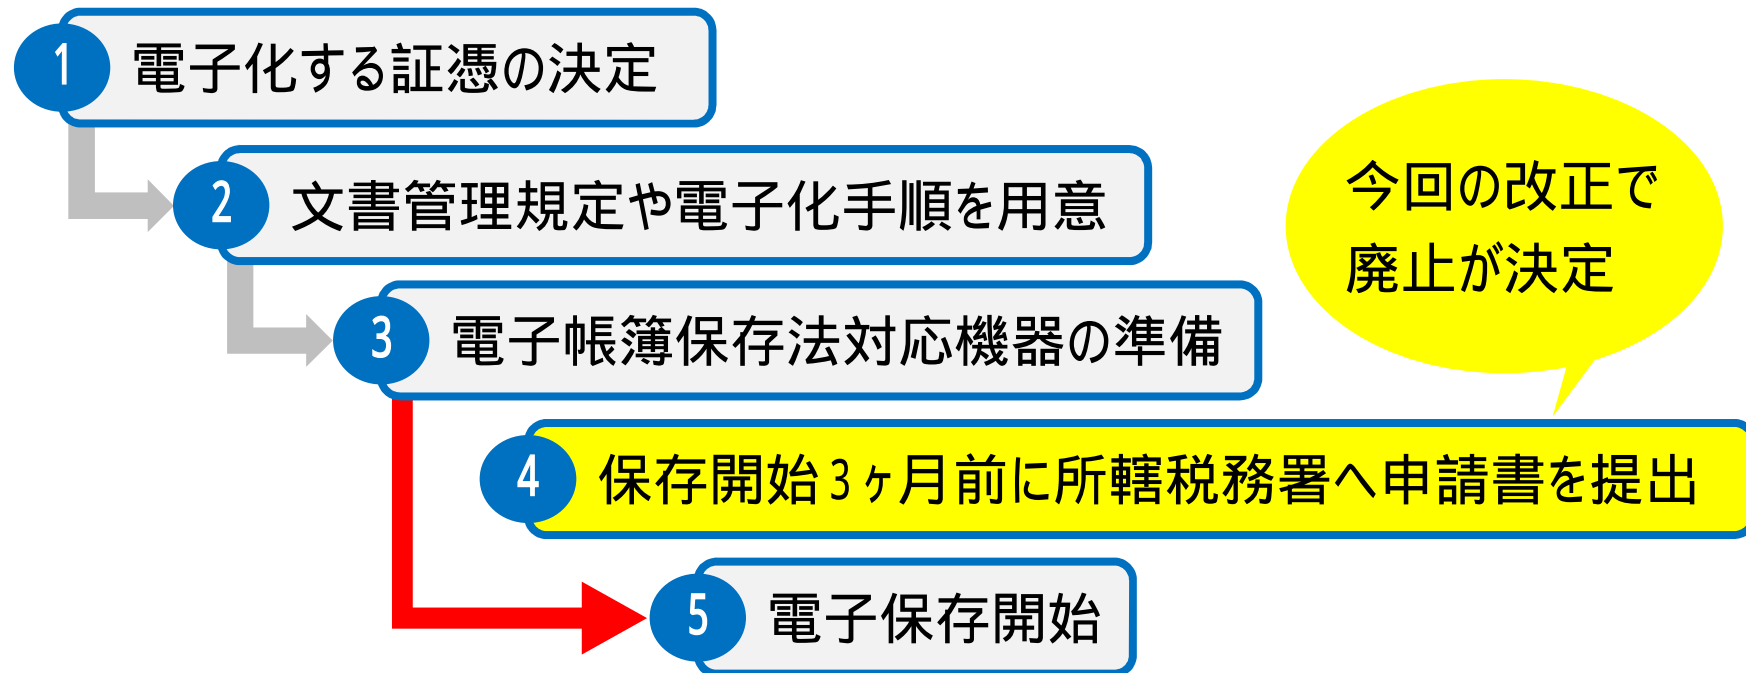 1 電子化する証憑の決定
2 文書管理規定や電子化手順を用意
今回の改正で
廃止が決定
3 電子帳簿保存法対応機器の準備
4 保存開始3ヶ月前に所轄税務署へ申請書を提出
5 電子保存開始